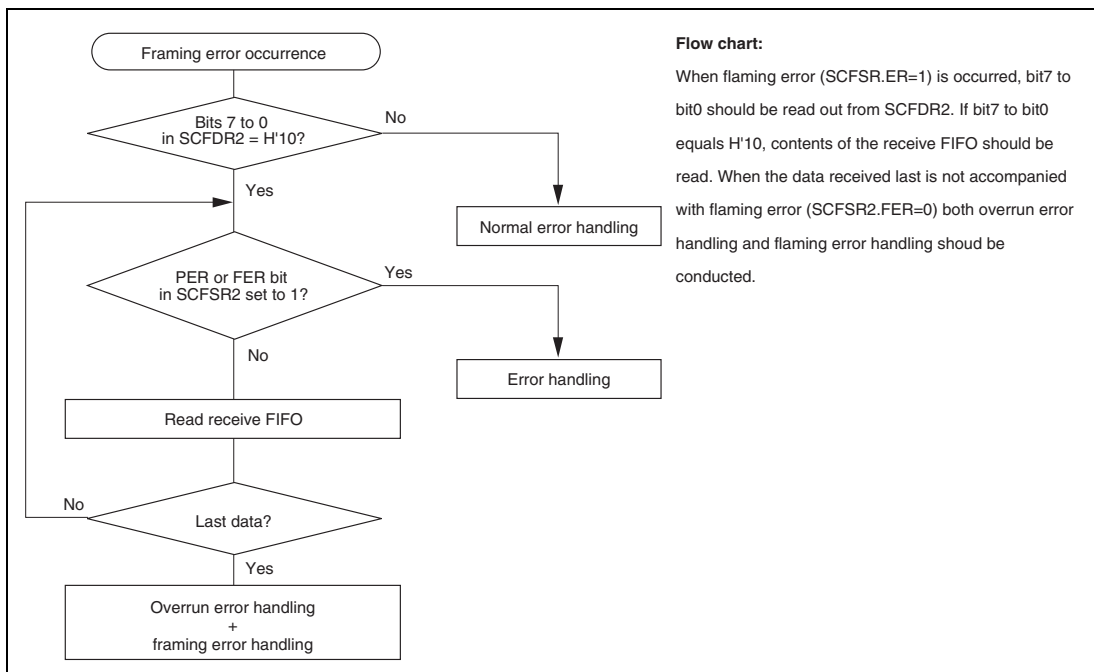 Framing error occurrence
Bits 7 to 0
in SCFDR2 = H'10?
No
Yes
Normal error handling
PER or FER bit
in SCFSR2 set to 1?
Yes
No
Error handling
Read receive FIFO
Last data?
No
Yes
Overrun error handling
+
framing error handling
Flow chart:
When flaming error (SCFSR.ER=1) is occurred, bit7 to
bit0 should be read out from SCFDR2. If bit7 to bit0
equals H'10, contents of the receive FIFO should be
read. When the data received last is not accompanied
with flaming error (SCFSR2.FER=0) both overrun error
handling and flaming error handling shoud be
conducted.